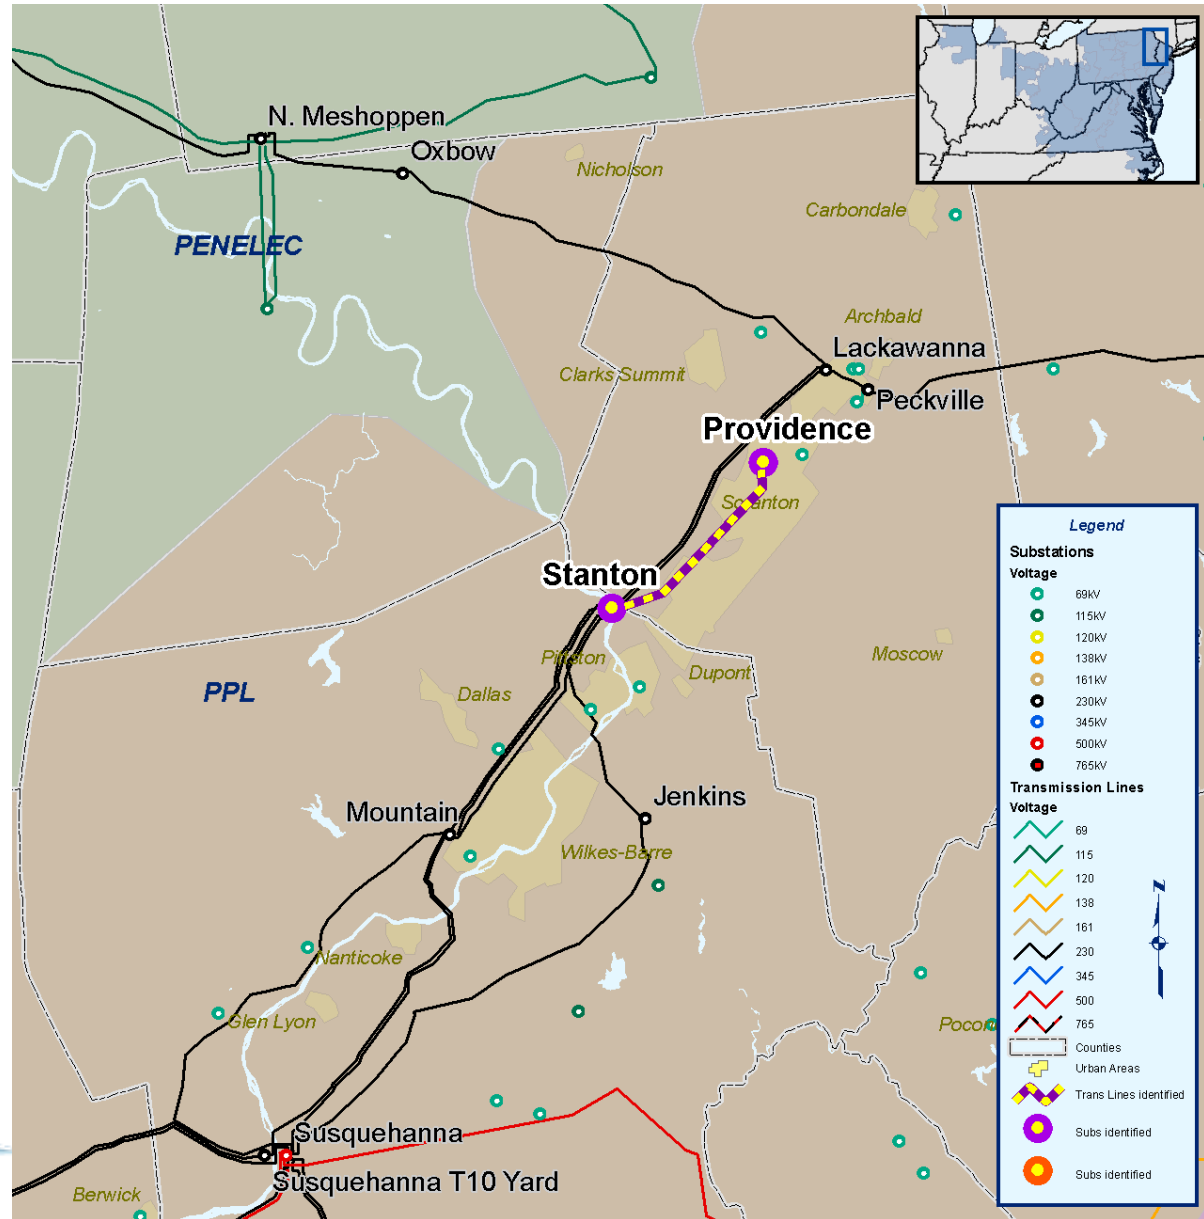 N. Meshoppen
Oxbow
Nicholson
Carbondale
PENELEC
Archbald
Lackawanna
Clarks Summit
Peckville
Providence
Scranton
Stanton
Pittston
Dupont
Moscow
PPL
Dallas
Mountain
Jenkins
Wilkes-Barre
Nanticoke
Glen Lyon
Susquehanna
Susquehanna T10 Yard
Berwick
Legend
Substations
Voltage
69kV
115kV
120kV
138kV
161kV
230kV
345kV
500kV
765kV
Transmission Lines
Voltage
69
115
120
138
161
230
345
500
765
N
Counties
Urban Areas
Trans Lines identified
Subs identified
Subs identified